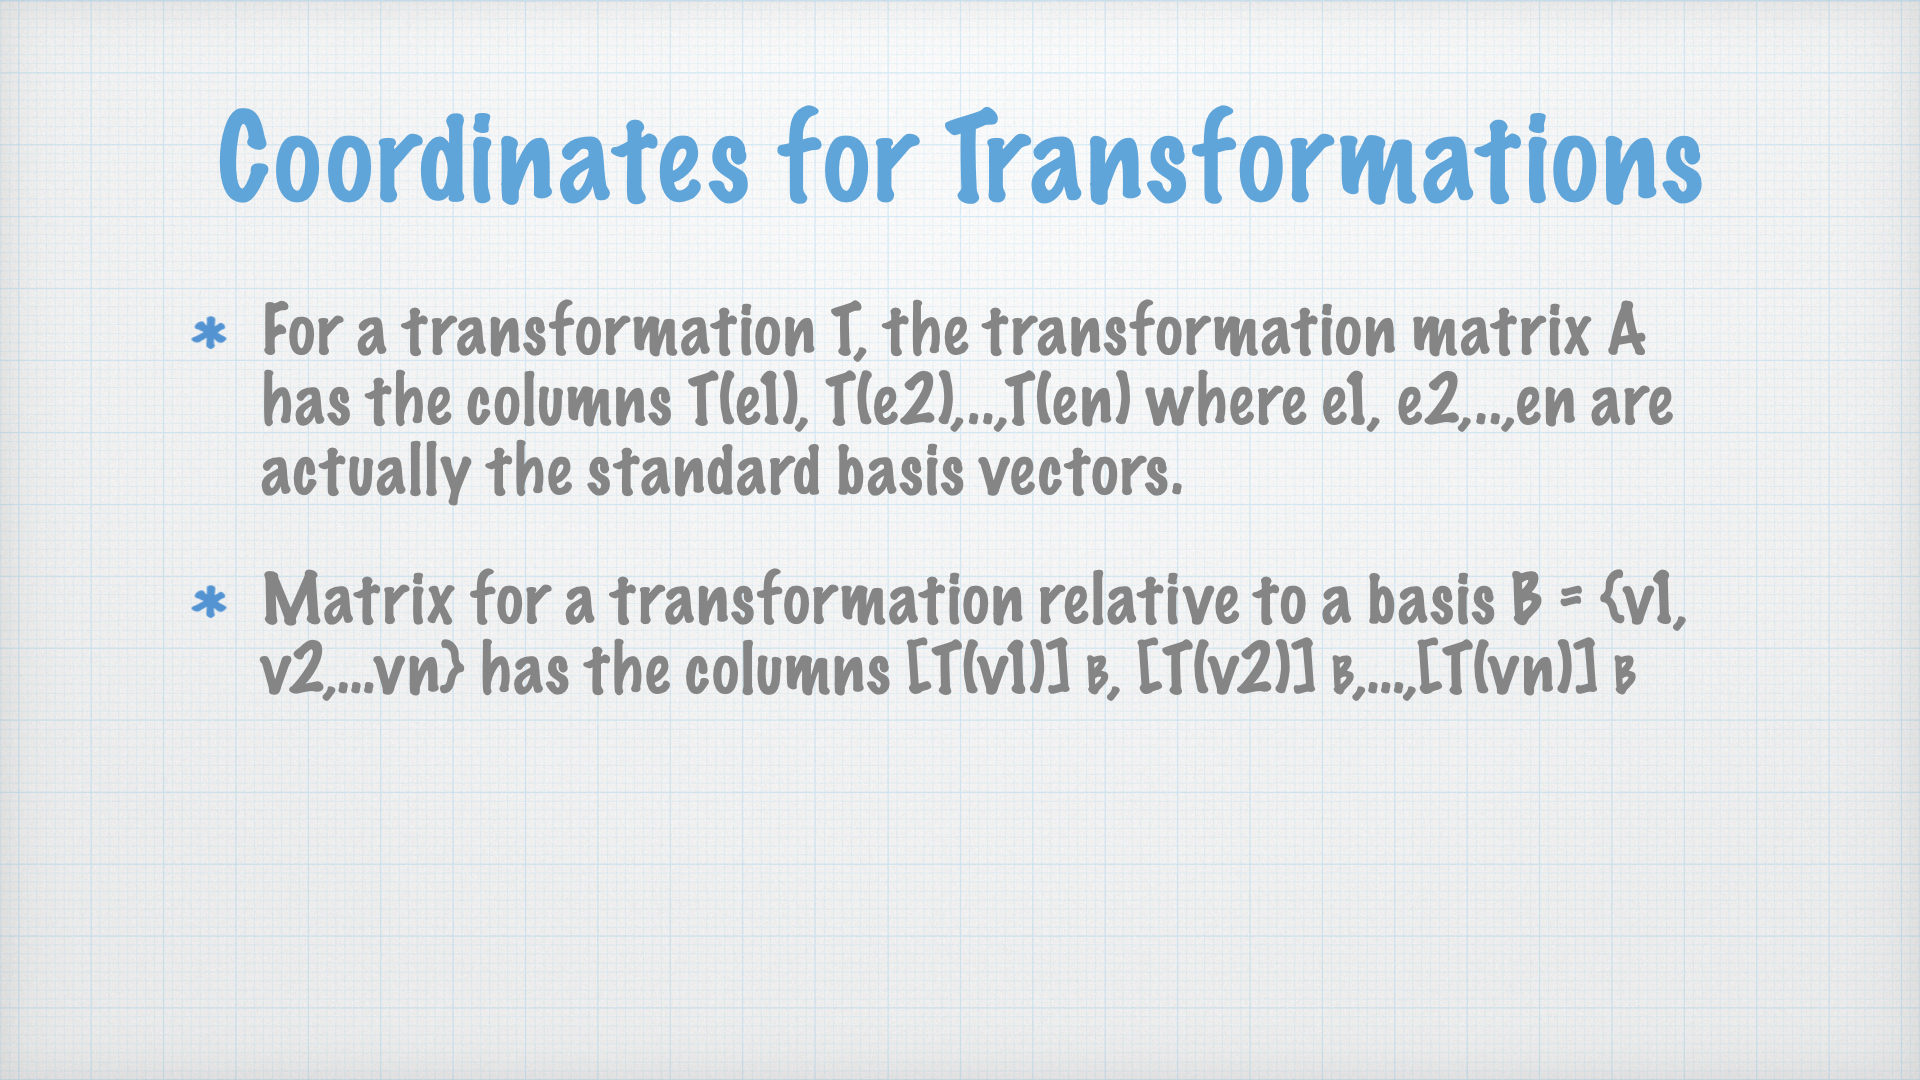 Coordinates for Transformations
* For a transformation T, the transformation matrix A
has the columns T(e1), T(e2),..,T(en) where e1, e2,..,en are
actually the standard basis vectors.
* Matrix for a transformation relative to a basis B = {v1,
v2,...vn} has the columns [T(v1)] B, [T(v2)] B,...,[T(vn)] B